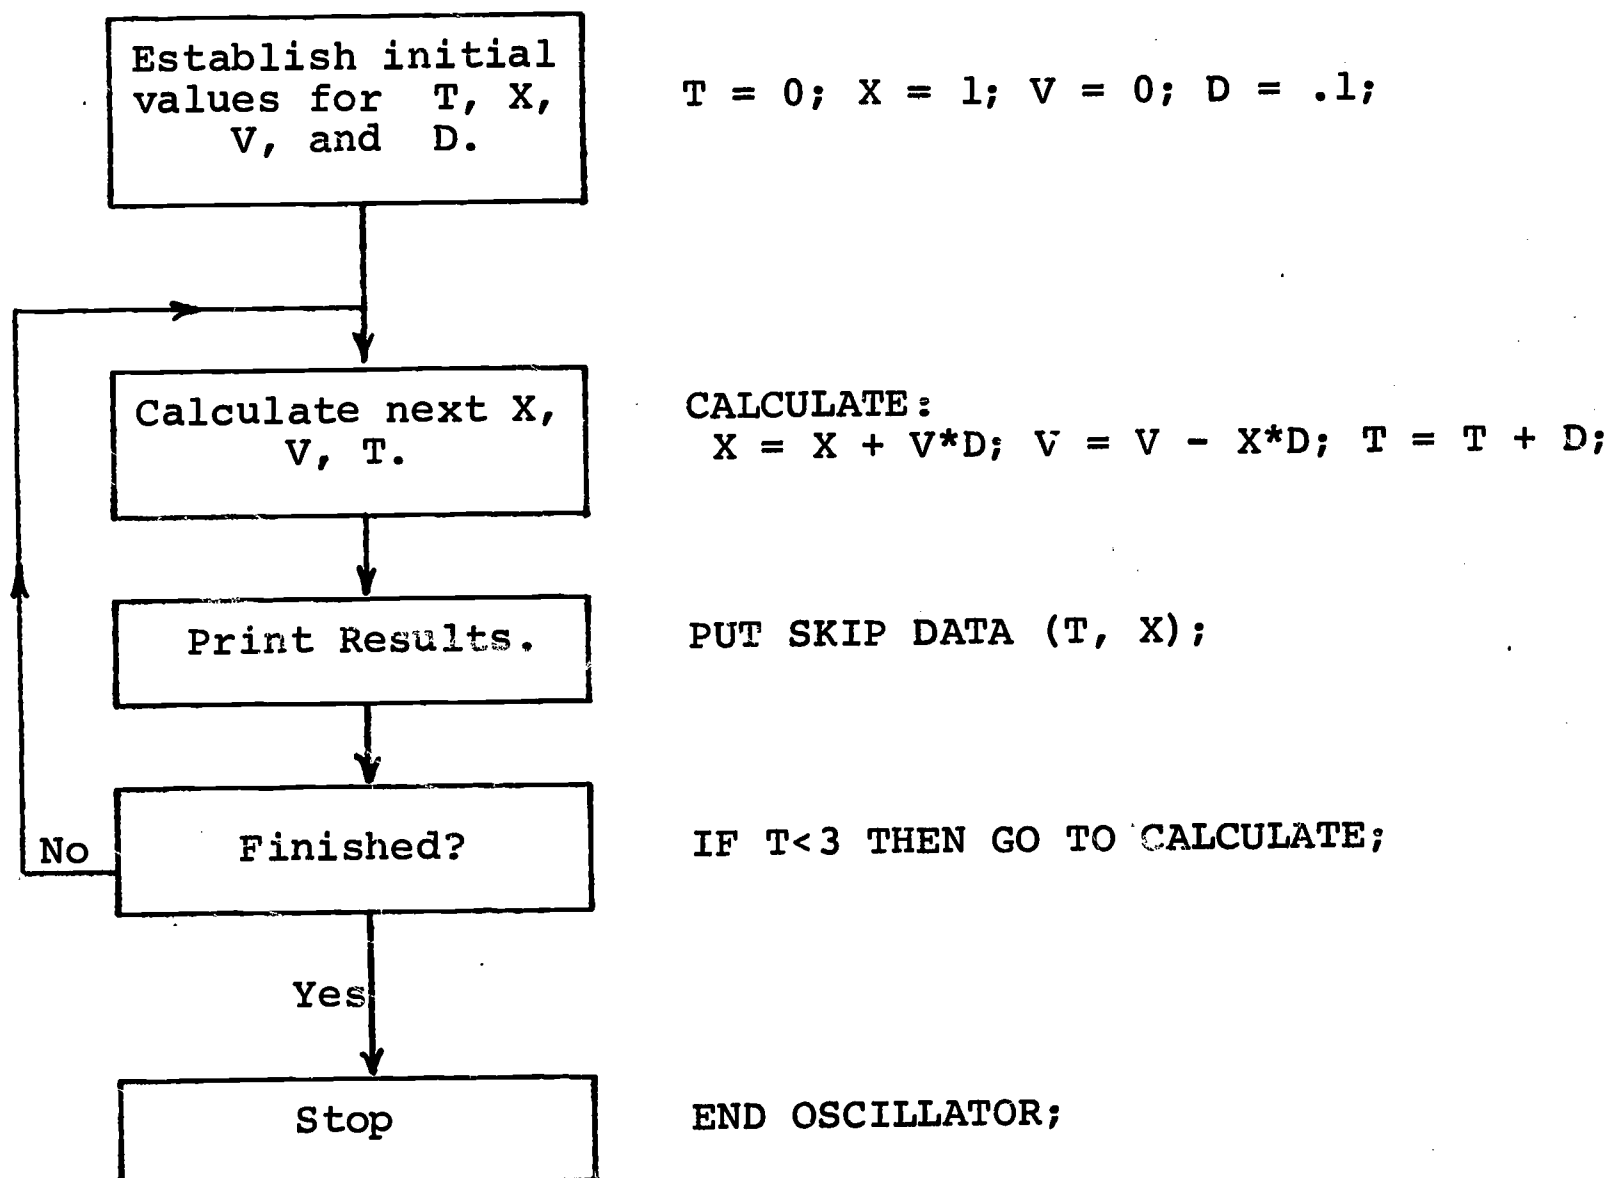 Establish initial
values for T, X,
V, and D.
T = 0; X = 1; V = 0; D = .1;
Calculate next X,
V, T.
CALCULATE:
X = X + V*D; V = V - X*D; T = T + D;
Print Results.
PUT SKIP DATA (T, X);
Finished?
IF T<3 THEN GO TO CALCULATE;
No
Yes
Stop
END OSCILLATOR;